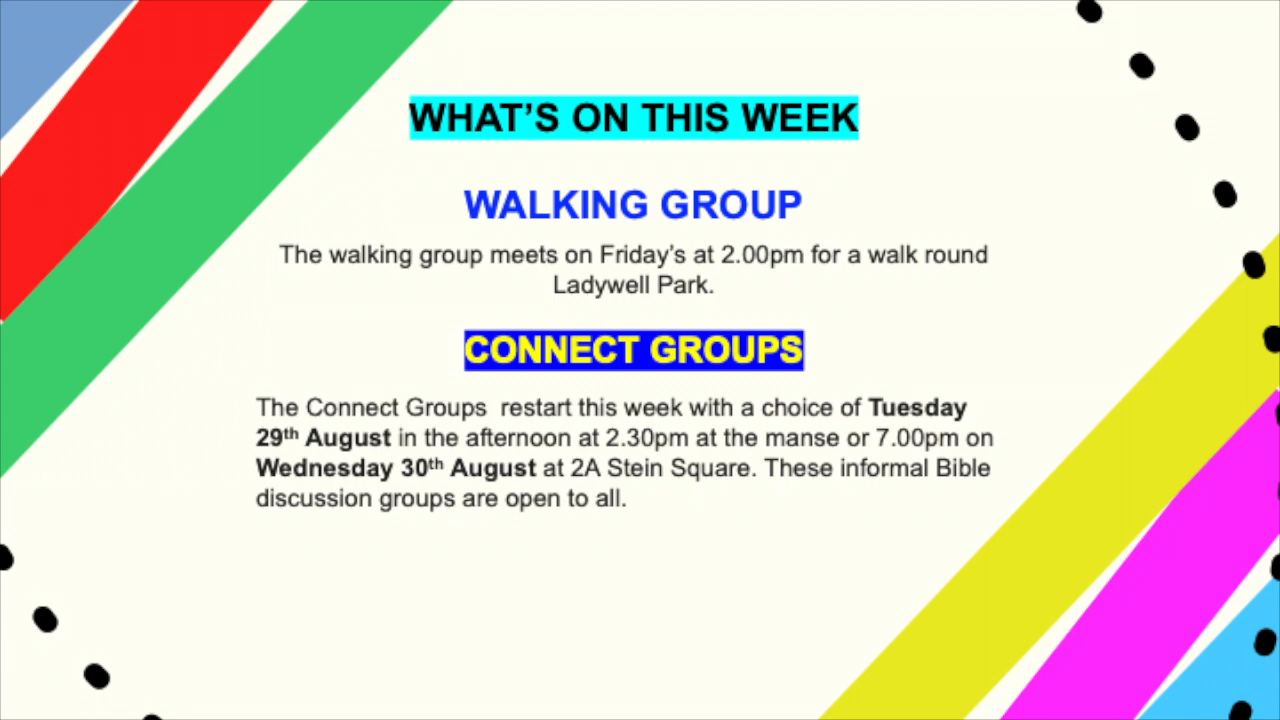 WHAT’S ON THIS WEEK
WALKING GROUP
The walking group meets on Friday’s at 2.00pm for a walk round
Ladywell Park.
CONNECT GROUPS
The Connect Groups  restart this week with a choice of Tuesday
29th August in the afternoon at 2.30pm at the manse or 7.00pm on
Wednesday 30th August at 2A Stein Square. These informal Bible
discussion groups are open to all.